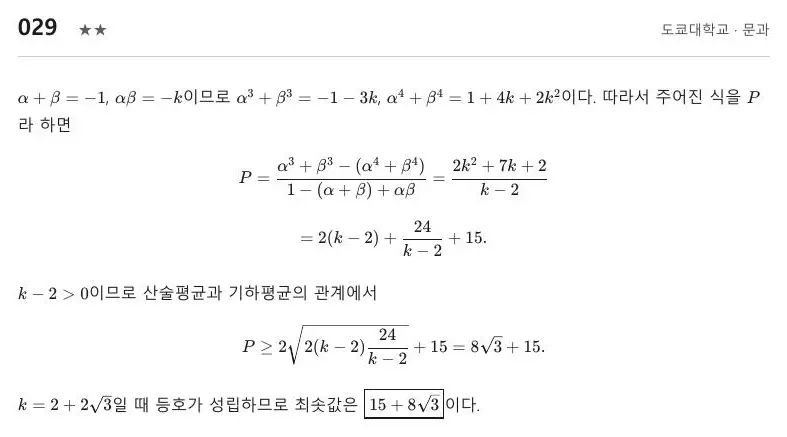 029 ★★ 도쿄대학교 · 문과
α + β = −1, αβ = −k이므로 α³ + β³ = −1 − 3k, α⁴ + β⁴ = 1 + 4k + 2k²이다. 따라서 주어진 식을 P
라 하면
P = \frac{α³ + β³ − (α⁴ + β⁴)}{1 − (α + β) + αβ} = \frac{2k² + 7k + 2}{k − 2}
= 2(k − 2) + \frac{24}{k − 2} + 15.
k − 2 > 0이므로 산술평균과 기하평균의 관계에서
P ≥ 2\sqrt{2(k − 2)\frac{24}{k − 2}} + 15 = 8√3 + 15.
k = 2 + 2√3일 때 등호가 성립하므로 최솟값은 15 + 8√3이다.